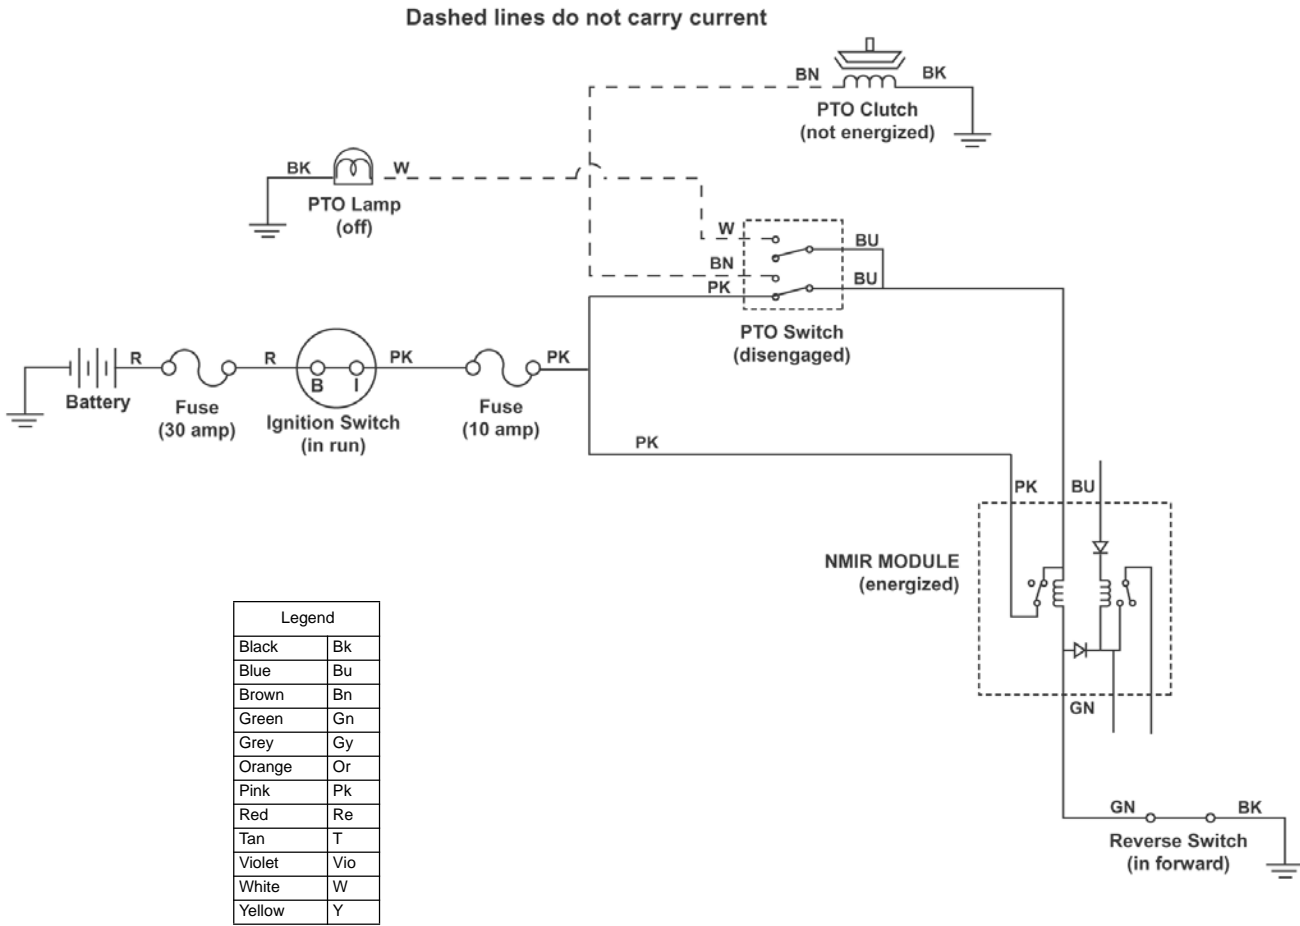 Dashed lines do not carry current
BN
BK
PTO Clutch
(not energized)
BK
W
PTO Lamp
(off)
W
BU
BN
BU
PK
PTO Switch
(disengaged)
R
R
PK
PK
B
I
Battery
Fuse
(30 amp)
Ignition Switch
(in run)
Fuse
(10 amp)
PK
PK
BU
NMIR MODULE
(energized)
GN
GN
BK
Reverse Switch
(in forward)
Legend
Black Bk
Blue Bu
Brown Bn
Green Gn
Grey Gy
Orange Or
Pink Pk
Red Re
Tan T
Violet Vio
White W
Yellow Y